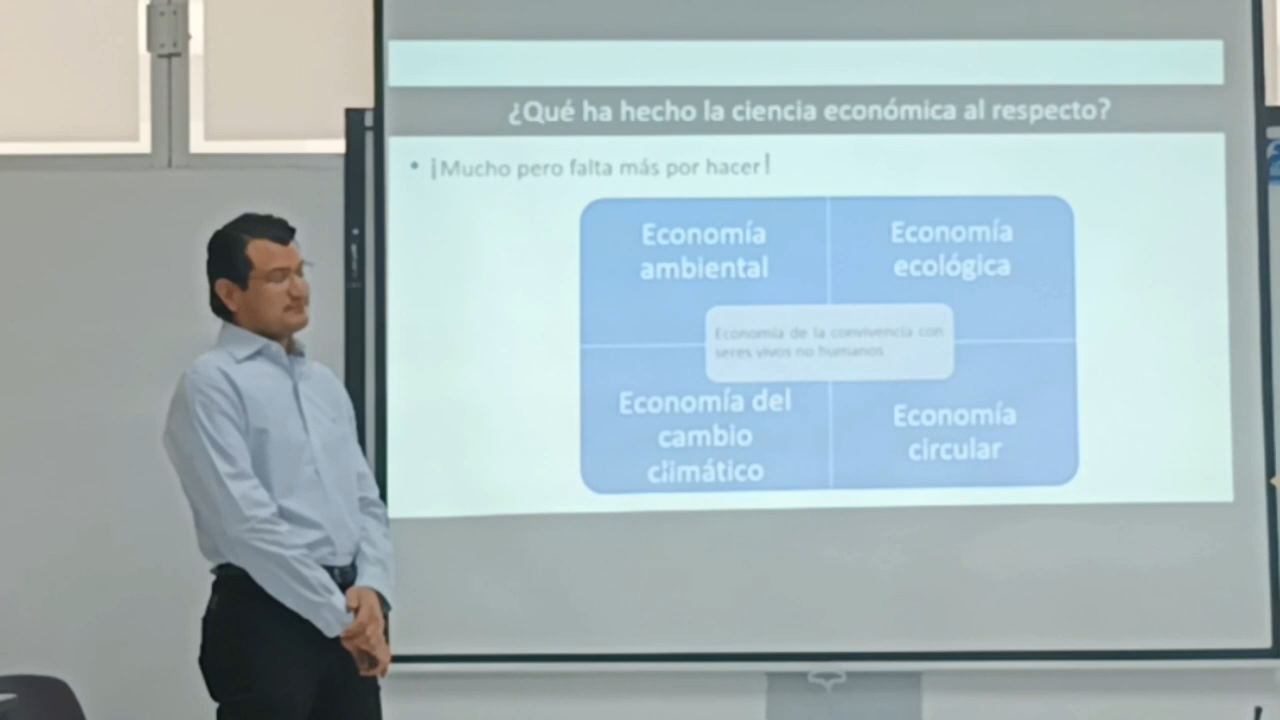 ¿Qué ha hecho la ciencia económica al respecto?
• ¡Mucho pero falta más por hacer!
Economía
ambiental
Economía
ecológica
Economía de la convivencia con
seres vivos no humanos
Economía del
cambio
climático
Economía
circular